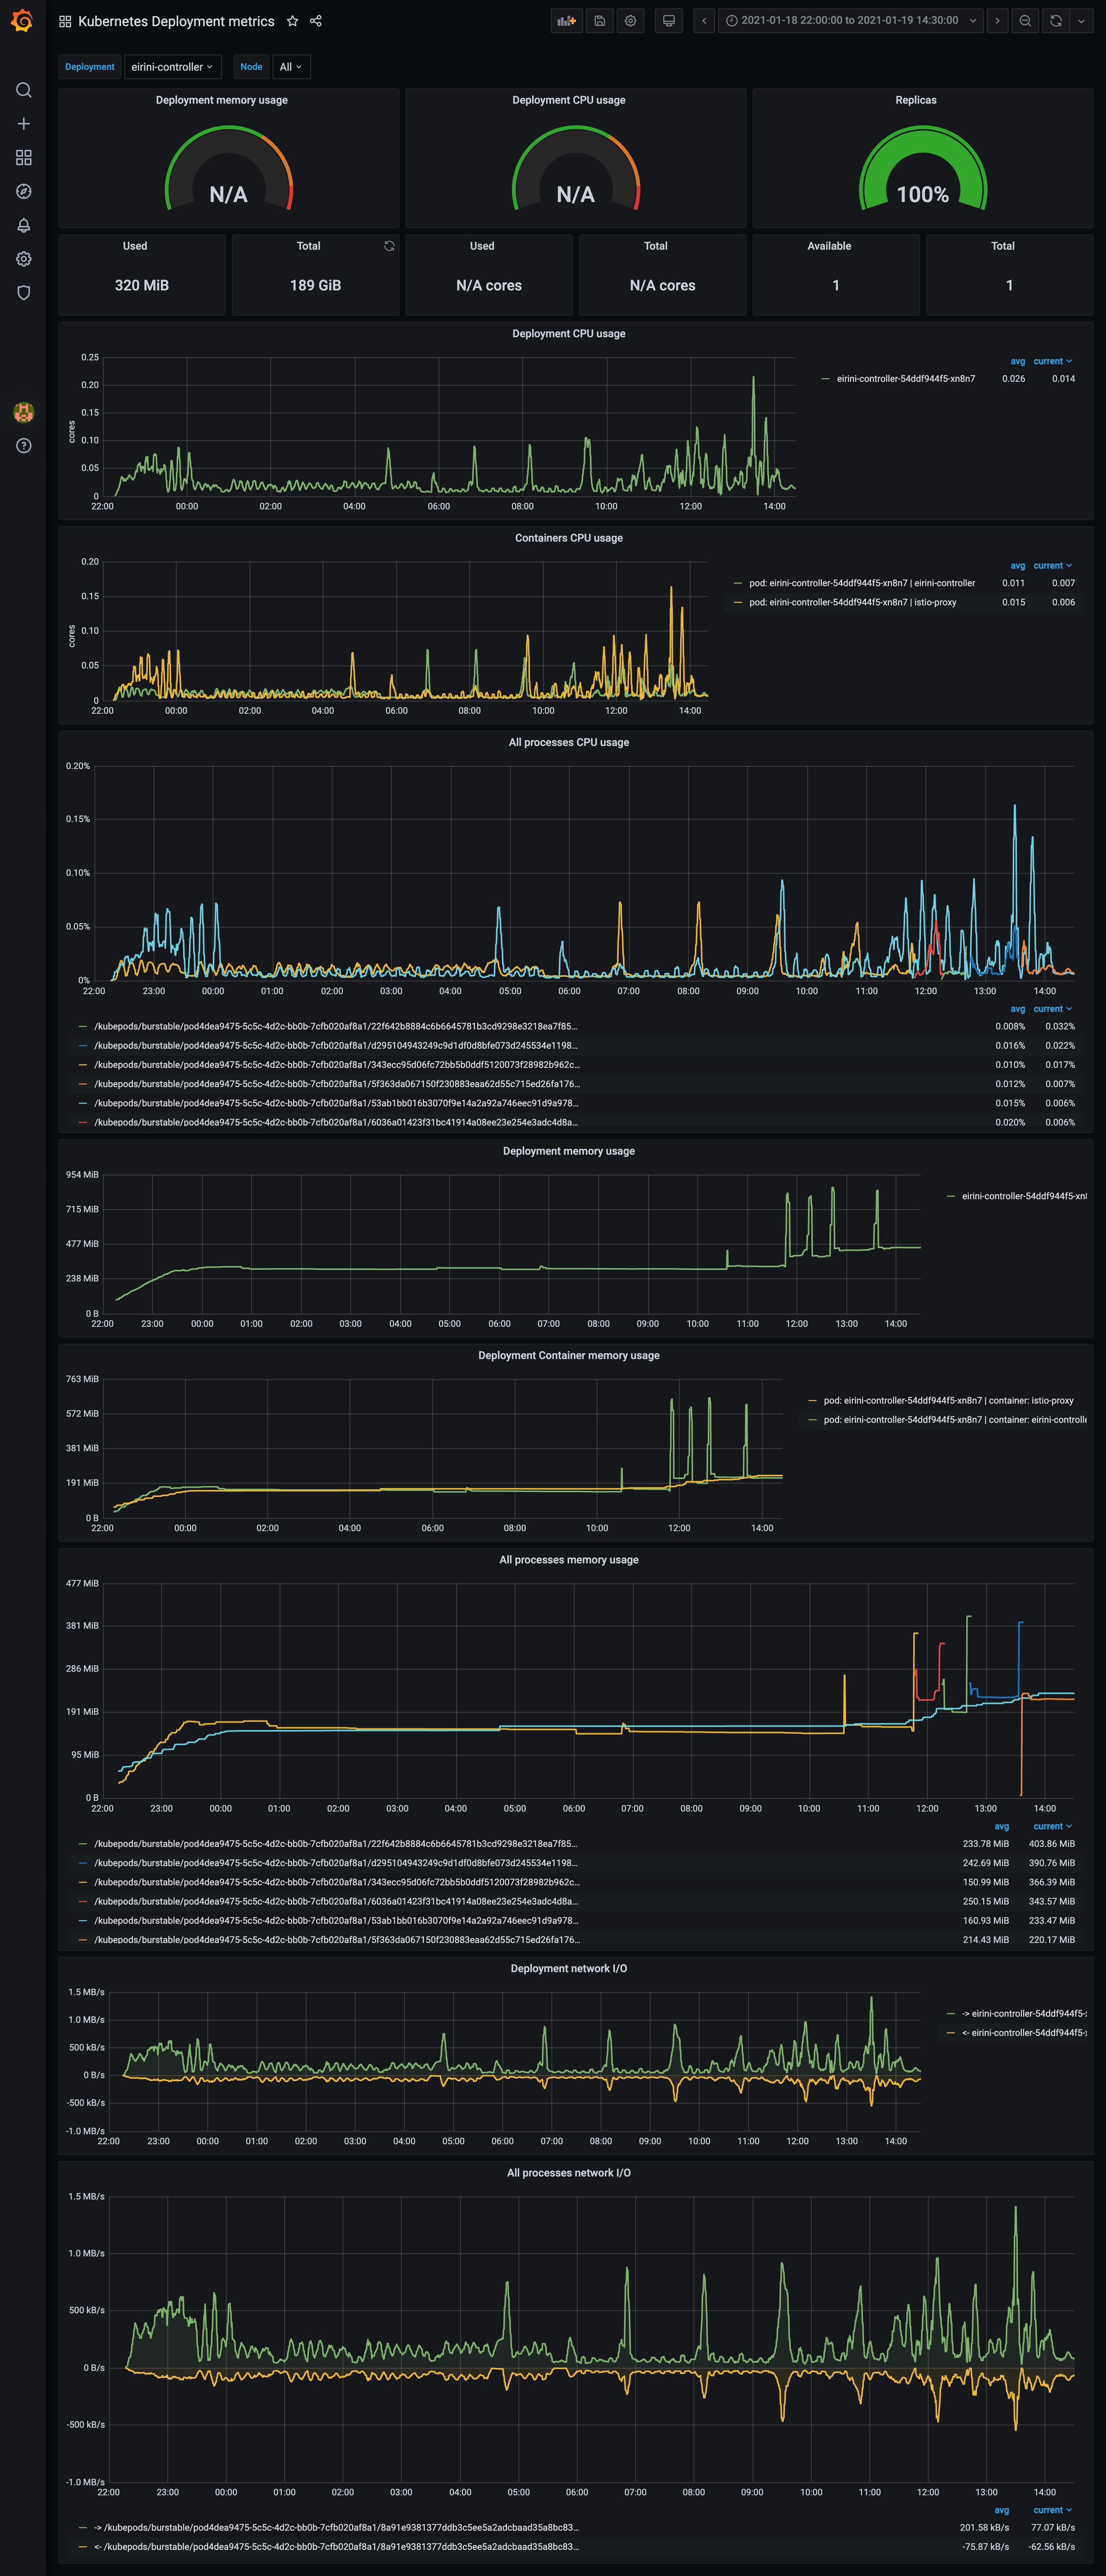 Kubernetes Deployment metrics
2021-01-18 22:00:00 to 2021-01-19 14:30:00
Deployment eirini-controller Node All
Deployment memory usage Deployment CPU usage Replicas
N/A N/A 100%
Used Total Used Total Available Total
320 MiB 189 GiB N/A cores N/A cores 1 1
Deployment CPU usage
cores
0.25
0.20
0.15
0.10
0.05
0
22:00 00:00 02:00 04:00 06:00 08:00 10:00 12:00 14:00
avg current
eirini-controller-54ddf944f5-xn8n7 0.026 0.014
Containers CPU usage
cores
0.20
0.15
0.10
0.05
0
22:00 00:00 02:00 04:00 06:00 08:00 10:00 12:00 14:00
avg current
pod: eirini-controller-54ddf944f5-xn8n7 | eirini-controller 0.011 0.007
pod: eirini-controller-54ddf944f5-xn8n7 | istio-proxy 0.015 0.006
All processes CPU usage
0.20%
0.15%
0.10%
0.05%
0%
22:00 23:00 00:00 01:00 02:00 03:00 04:00 05:00 06:00 07:00 08:00 09:00 10:00 11:00 12:00 13:00 14:00
avg current
/kubepods/burstable/pod4dea9475-5c5c-4d2c-bb0b-7cfb020af8a1/22f642b8884c6b6645781b3cd9298e3218ea7f85... 0.008% 0.032%
/kubepods/burstable/pod4dea9475-5c5c-4d2c-bb0b-7cfb020af8a1/d295104943249c9d1df0d8bfe073d245534e1198... 0.016% 0.022%
/kubepods/burstable/pod4dea9475-5c5c-4d2c-bb0b-7cfb020af8a1/343ecc95d06fc72bb5b0ddf5120073f28982b962c... 0.010% 0.017%
/kubepods/burstable/pod4dea9475-5c5c-4d2c-bb0b-7cfb020af8a1/5f363da067150f230883eaa62d55c715ed26fa176... 0.012% 0.007%
/kubepods/burstable/pod4dea9475-5c5c-4d2c-bb0b-7cfb020af8a1/53ab1bb016b3070f9e14a2a92a746eec91d9a978... 0.015% 0.006%
/kubepods/burstable/pod4dea9475-5c5c-4d2c-bb0b-7cfb020af8a1/6036a01423f31bc41914a08ee23e254e3adc4d8a... 0.020% 0.006%
Deployment memory usage
954 MiB
715 MiB
477 MiB
238 MiB
0 B
22:00 23:00 00:00 01:00 02:00 03:00 04:00 05:00 06:00 07:00 08:00 09:00 10:00 11:00 12:00 13:00 14:00
eirini-controller-54ddf944f5-xn
Deployment Container memory usage
763 MiB
572 MiB
381 MiB
191 MiB
0 B
22:00 00:00 02:00 04:00 06:00 08:00 10:00 12:00 14:00
pod: eirini-controller-54ddf944f5-xn8n7 | container: istio-proxy
pod: eirini-controller-54ddf944f5-xn8n7 | container: eirini-controlle
All processes memory usage
477 MiB
381 MiB
286 MiB
191 MiB
95 MiB
0 B
22:00 23:00 00:00 01:00 02:00 03:00 04:00 05:00 06:00 07:00 08:00 09:00 10:00 11:00 12:00 13:00 14:00
avg current
/kubepods/burstable/pod4dea9475-5c5c-4d2c-bb0b-7cfb020af8a1/22f642b8884c6b6645781b3cd9298e3218ea7f85... 233.78 MiB 403.86 MiB
/kubepods/burstable/pod4dea9475-5c5c-4d2c-bb0b-7cfb020af8a1/d295104943249c9d1df0d8bfe073d245534e1198... 242.69 MiB 390.76 MiB
/kubepods/burstable/pod4dea9475-5c5c-4d2c-bb0b-7cfb020af8a1/343ecc95d06fc72bb5b0ddf5120073f28982b962c... 150.99 MiB 366.39 MiB
/kubepods/burstable/pod4dea9475-5c5c-4d2c-bb0b-7cfb020af8a1/6036a01423f31bc41914a08ee23e254e3adc4d8a... 250.15 MiB 343.57 MiB
/kubepods/burstable/pod4dea9475-5c5c-4d2c-bb0b-7cfb020af8a1/53ab1bb016b3070f9e14a2a92a746eec91d9a978... 160.93 MiB 233.47 MiB
/kubepods/burstable/pod4dea9475-5c5c-4d2c-bb0b-7cfb020af8a1/5f363da067150f230883eaa62d55c715ed26fa176... 214.43 MiB 220.17 MiB
Deployment network I/O
1.5 MB/s
1.0 MB/s
500 kB/s
0 B/s
-500 kB/s
-1.0 MB/s
22:00 23:00 00:00 01:00 02:00 03:00 04:00 05:00 06:00 07:00 08:00 09:00 10:00 11:00 12:00 13:00 14:00
-> eirini-controller-54ddf944f5-
<- eirini-controller-54ddf944f5-
All processes network I/O
1.5 MB/s
1.0 MB/s
500 kB/s
0 B/s
-500 kB/s
-1.0 MB/s
22:00 23:00 00:00 01:00 02:00 03:00 04:00 05:00 06:00 07:00 08:00 09:00 10:00 11:00 12:00 13:00 14:00
avg current
-> /kubepods/burstable/pod4dea9475-5c5c-4d2c-bb0b-7cfb020af8a1/8a91e9381377ddb3c5ee5a2adcbaad35a8bc83... 201.58 kB/s 77.07 kB/s
<- /kubepods/burstable/pod4dea9475-5c5c-4d2c-bb0b-7cfb020af8a1/8a91e9381377ddb3c5ee5a2adcbaad35a8bc83... -75.87 kB/s -62.56 kB/s